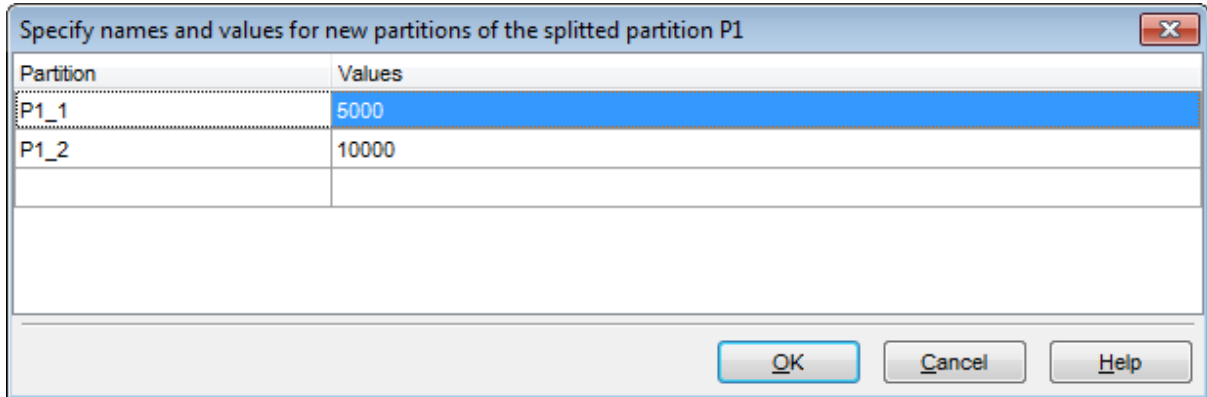 Specify names and values for new partitions of the splitted partition P1
Partition Values
P1_1 5000
P1_2 10000
OK Cancel Help